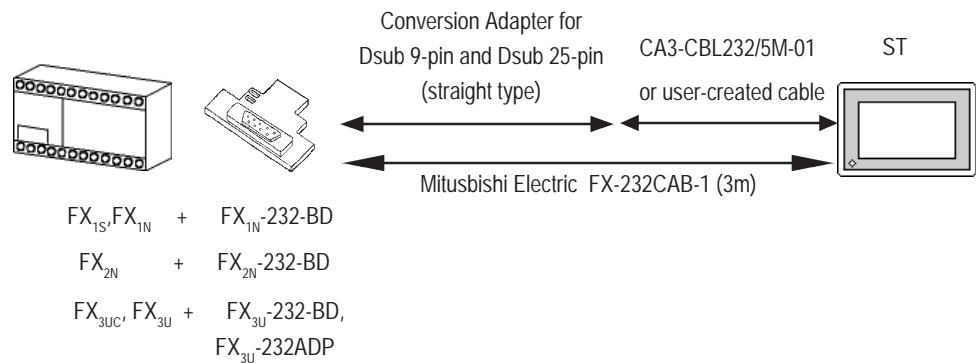 Conversion Adapter for
Dsub 9-pin and Dsub 25-pin
(straight type)
CA3-CBL232/5M-01
or user-created cable
ST
Mitusbishi Electric FX-232CAB-1 (3m)
FX1S,FX1N + FX1N-232-BD
FX2N + FX2N-232-BD
FX3UC, FX3U + FX3U-232-BD,
FX3U-232ADP